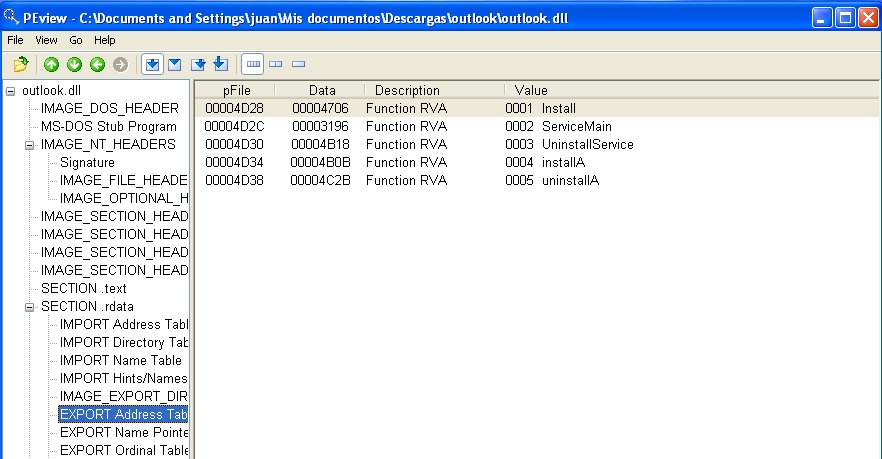 PEview - C:\Documents and Settings\juan\Mis documentos\Descargas\outlook\outlook.dll
File View Go Help
outlook.dll
IMAGE_DOS_HEADER
MS-DOS Stub Program
IMAGE_NT_HEADERS
Signature
IMAGE_FILE_HEADE
IMAGE_OPTIONAL_H
IMAGE_SECTION_HEAD
IMAGE_SECTION_HEAD
IMAGE_SECTION_HEAD
IMAGE_SECTION_HEAD
SECTION .text
SECTION .rdata
IMPORT Address Tabl
IMPORT Directory Tab
IMPORT Name Table
IMPORT Hints/Names
IMAGE_EXPORT_DIR
EXPORT Address Tab
EXPORT Name Pointe
EXPORT Ordinal Table
pFile Data Description Value
00004D28 00004706 Function RVA 0001 Install
00004D2C 00003196 Function RVA 0002 ServiceMain
00004D30 00004B18 Function RVA 0003 UninstallService
00004D34 00004B0B Function RVA 0004 installA
00004D38 00004C2B Function RVA 0005 uninstallA